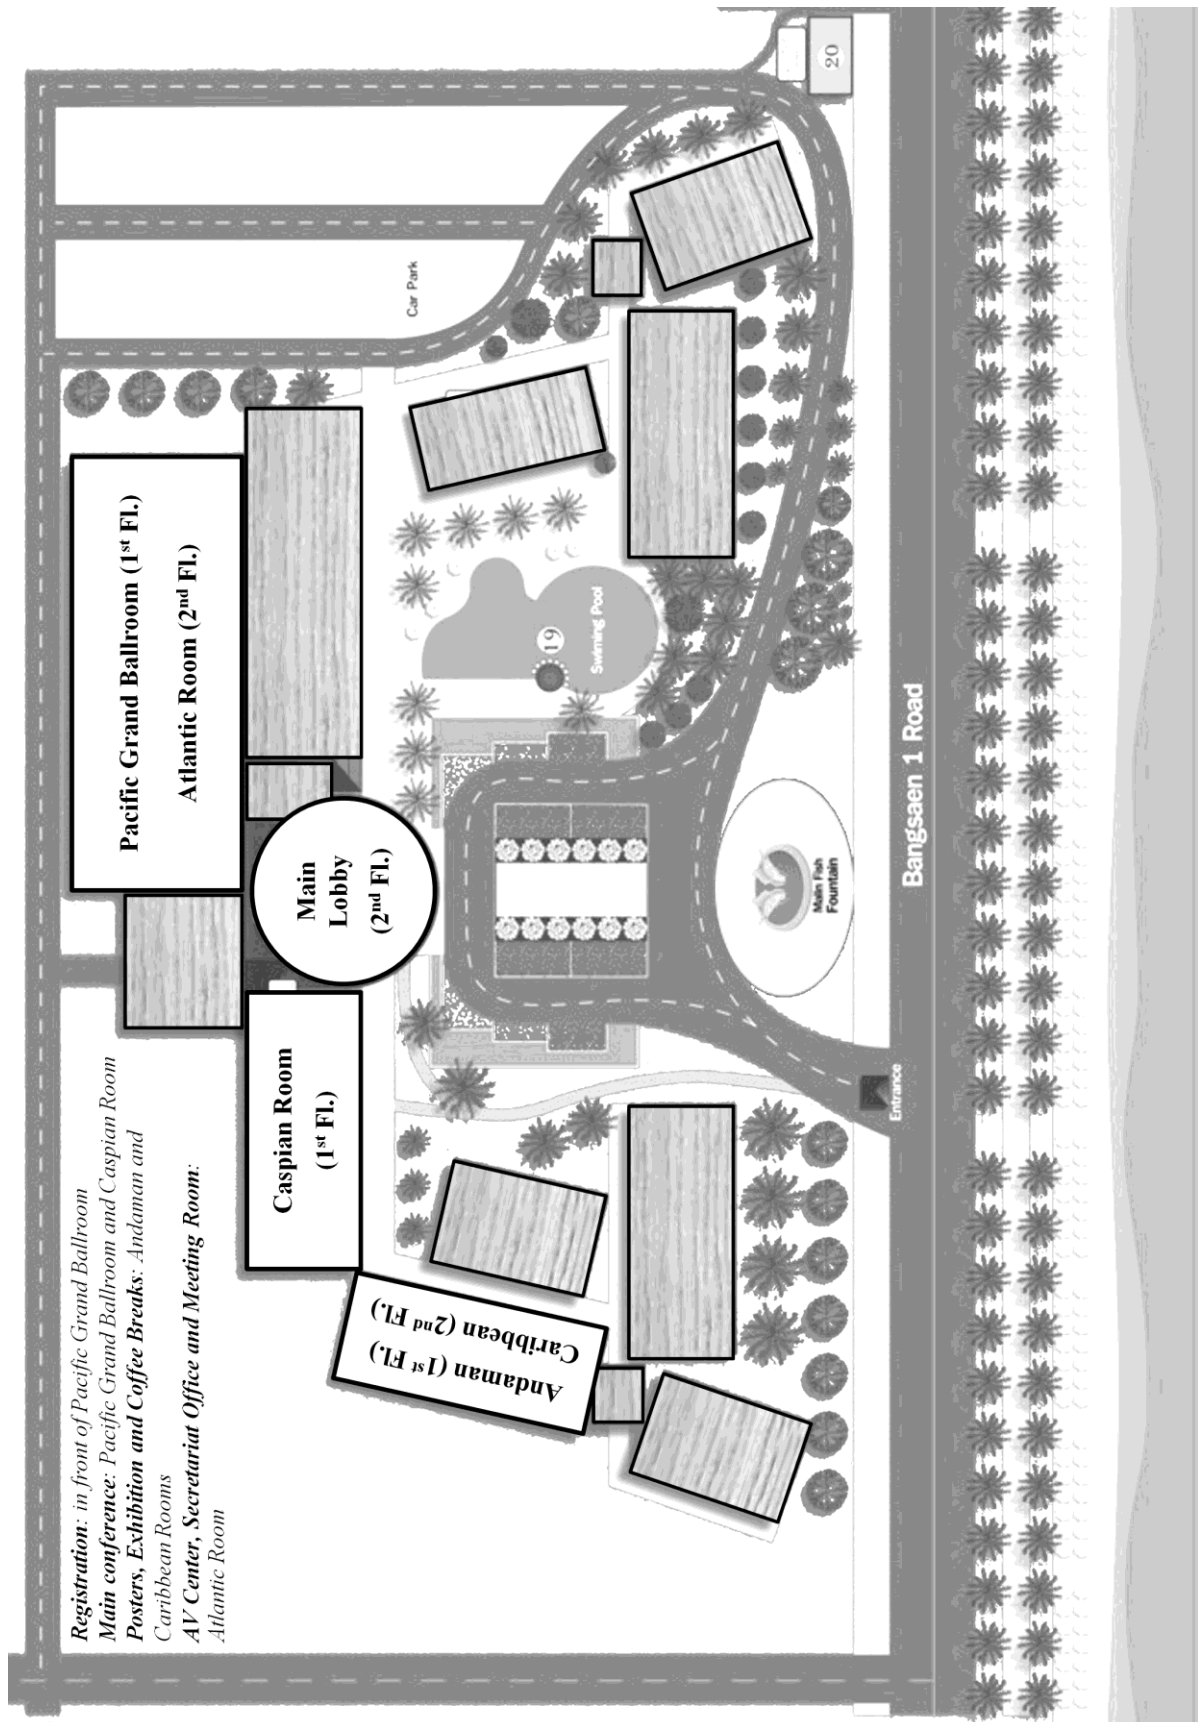 Registration: in front of Pacific Grand Ballroom
Main conference: Pacific Grand Ballroom and Caspian Room
Posters, Exhibition and Coffee Breaks: Andaman and
Caribbean Rooms
AV Center, Secretariat Office and Meeting Room:
Atlantic Room
Pacific Grand Ballroom (1st Fl.)
Atlantic Room (2nd Fl.)
Main
Lobby
(2nd Fl.)
Caspian Room
(1st Fl.)
Andaman (1st Fl.)
Caribbean (2nd Fl.)
Car Park
19
Swimming Pool
20
Main Fish
Fountain
Entrance
Bangsaen 1 Road